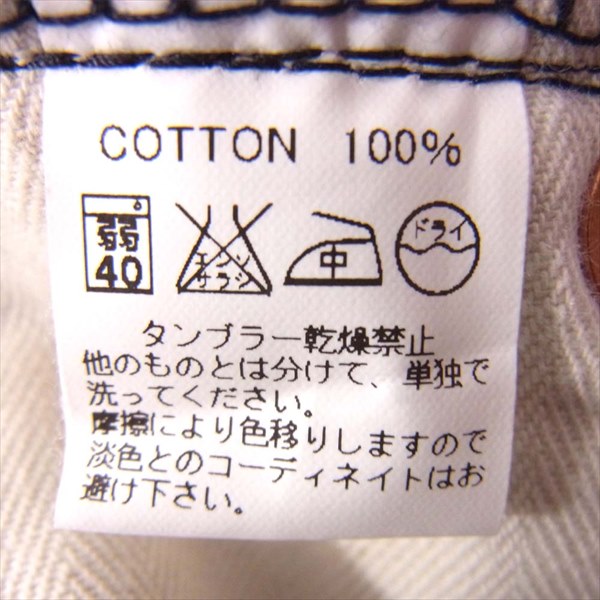 COTTON 100%
弱 40 エンソサラシ 中 ドライ
タンブラー乾燥禁止
他のものとは分けて、単独で
洗ってください。
摩擦により色移りしますので
淡色とのコーディネイトはお
避け下さい。